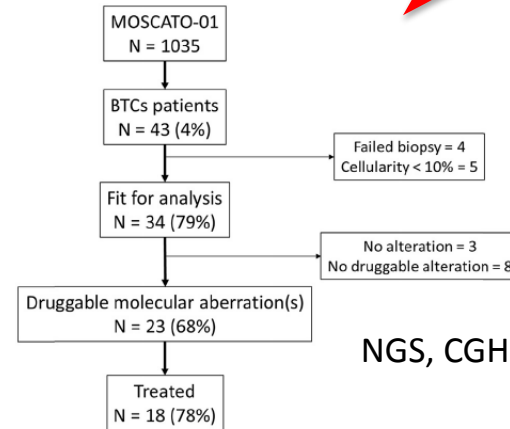 MOSCATO-01
N = 1035
BTCs patients
N = 43 (4%)
Failed biopsy = 4
Cellularity < 10% = 5
Fit for analysis
N = 34 (79%)
No alteration = 3
No druggable alteration = 8
Druggable molecular aberration(s)
N = 23 (68%)
NGS, CGH
Treated
N = 18 (78%)